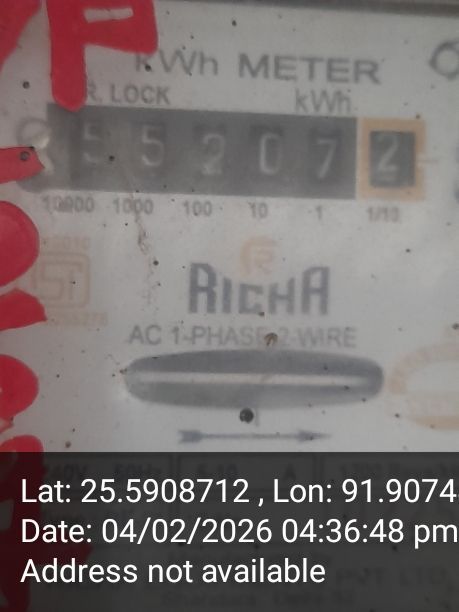 kWh METER
R. LOCK kWh
5 5 2 0 7 2
10000 1000 100 10 1 1/10
RICHA
AC 1-PHASE 2-WIRE
Lat: 25.5908712 , Lon: 91.9074
Date: 04/02/2026 04:36:48 pm
Address not available